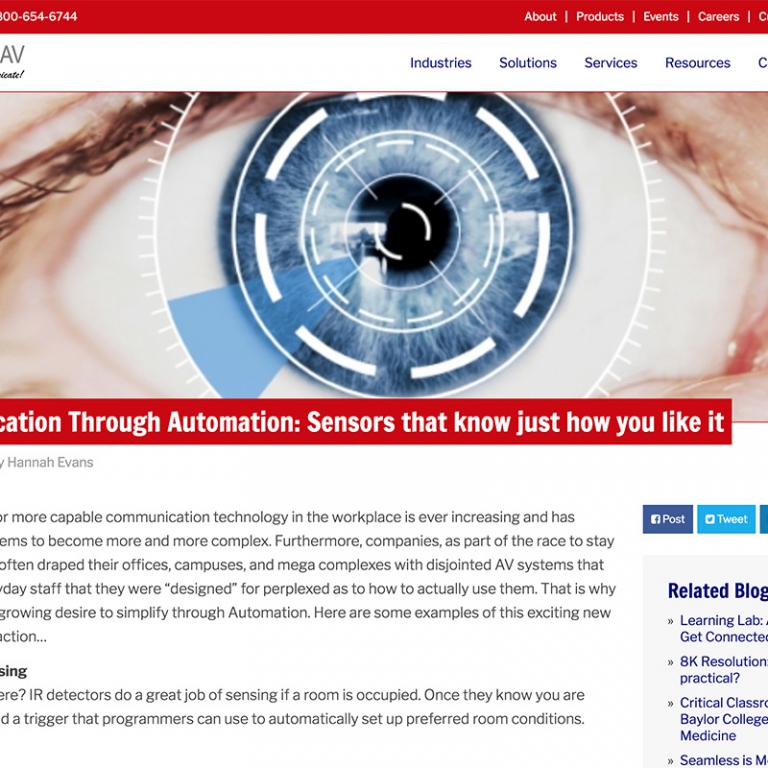 800-654-6744
About | Products | Events | Careers |
AV
Industries Solutions Services Resources
cation Through Automation: Sensors that know just how you like it
y Hannah Evans
or more capable communication technology in the workplace is ever increasing and has
ems to become more and more complex. Furthermore, companies, as part of the race to stay
often draped their offices, campuses, and mega complexes with disjointed AV systems that
yday staff that they were “designed” for perplexed as to how to actually use them. That is why
growing desire to simplify through Automation. Here are some examples of this exciting new
action...
sing
ere? IR detectors do a great job of sensing if a room is occupied. Once they know you are
d a trigger that programmers can use to automatically set up preferred room conditions.
Post Tweet
Related Blog
» Learning Lab:
Get Connected
» 8K Resolution:
practical?
» Critical Classro
Baylor College
Medicine
» Seamless is M